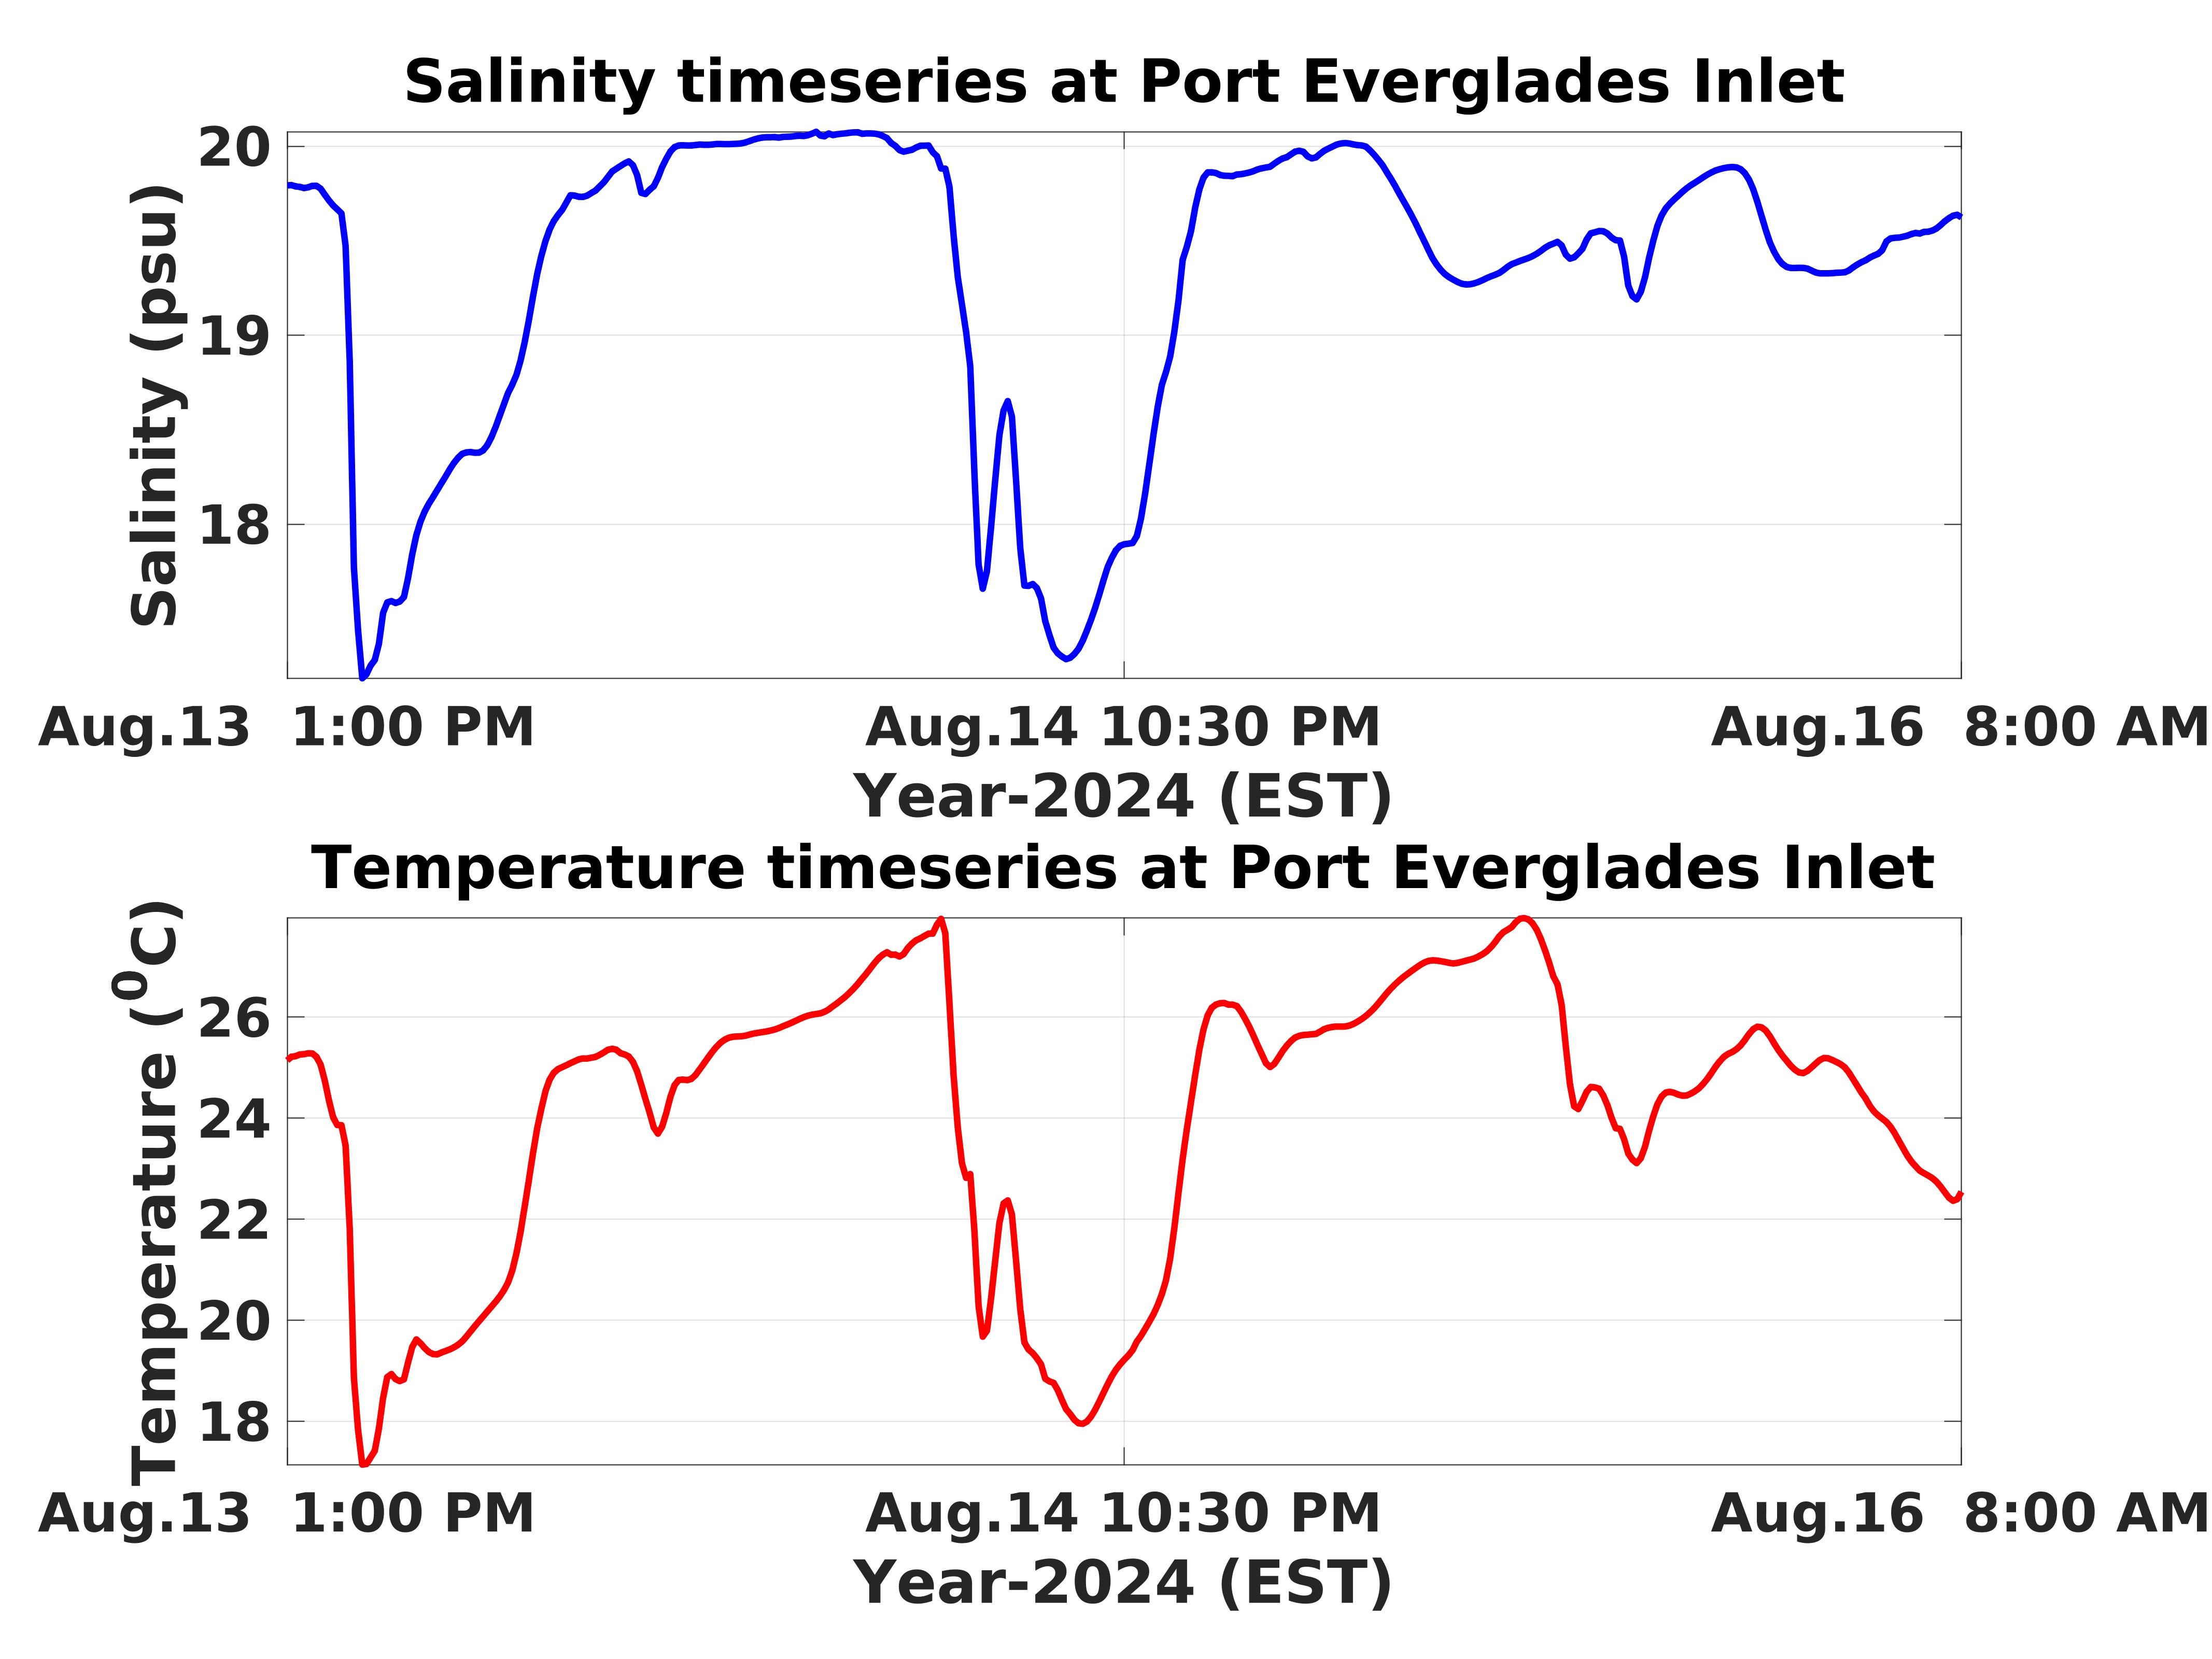 Salinity timeseries at Port Everglades Inlet
Salinity (psu)
20
19
18
Aug.13  1:00 PM
Aug.14 10:30 PM
Aug.16  8:00 AM
Year-2024 (EST)
Temperature timeseries at Port Everglades Inlet
Temperature (⁰C)
26
24
22
20
18
Aug.13  1:00 PM
Aug.14 10:30 PM
Aug.16  8:00 AM
Year-2024 (EST)